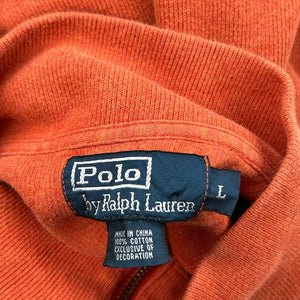 Polo
by Ralph Lauren
L
MADE IN CHINA
100% COTTON
EXCLUSIVE OF
DECORATION